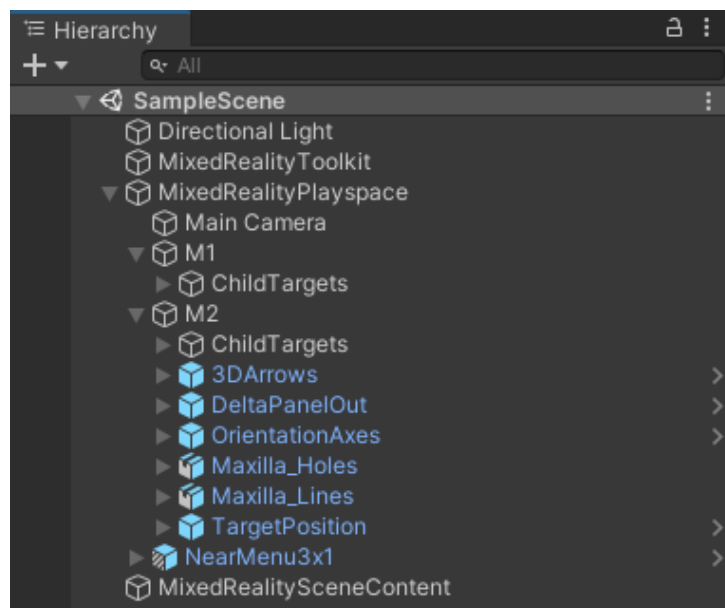 Hierarchy
All
SampleScene
Directional Light
MixedRealityToolkit
MixedRealityPlayspace
Main Camera
M1
ChildTargets
M2
ChildTargets
3DArrows
DeltaPanelOut
OrientationAxes
Maxilla_Holes
Maxilla_Lines
TargetPosition
NearMenu3x1
MixedRealitySceneContent